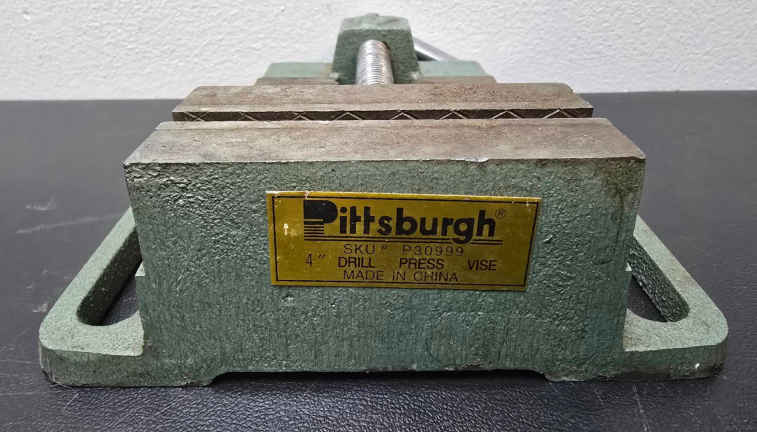 Pittsburgh®
SKU# P30999
4" DRILL PRESS VISE
MADE IN CHINA